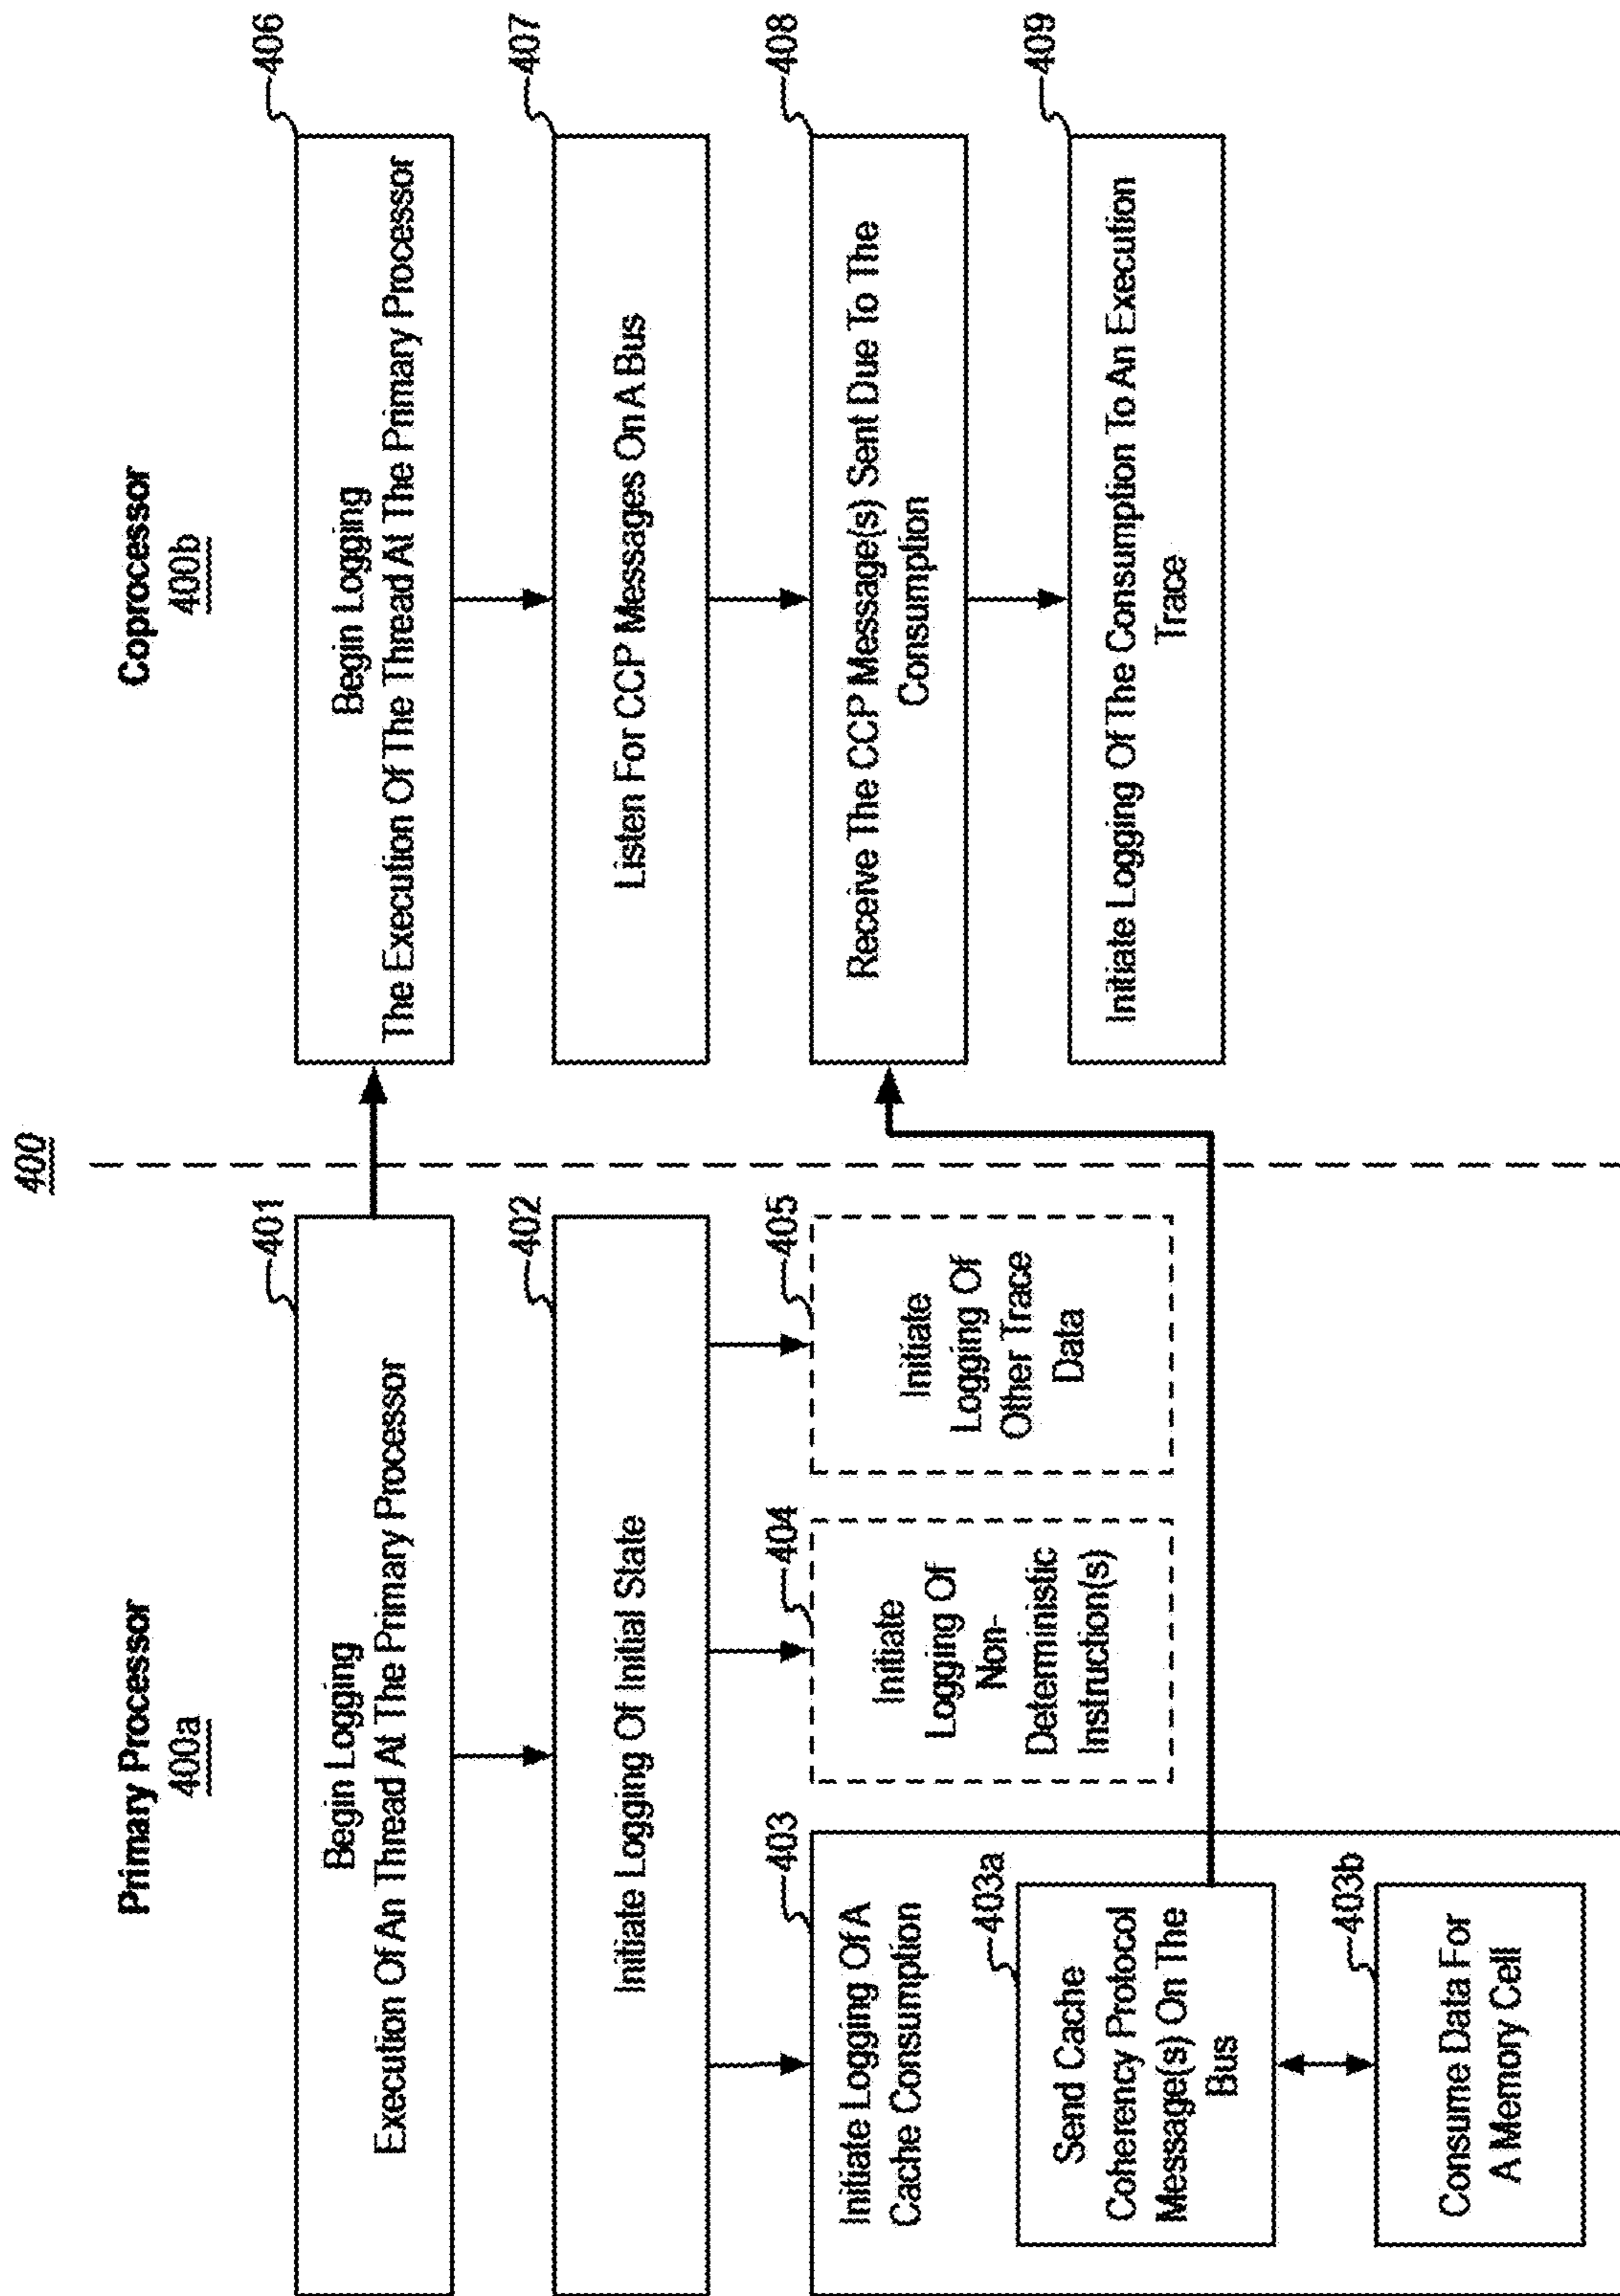 400
Primary Processor
400a
401
Begin Logging
Execution Of An Thread At The Primary Processor
402
Initiate Logging Of Initial State
403
Initiate Logging Of A
Cache Consumption
403a
Send Cache
Coherency Protocol
Message(s) On The
Bus
403b
Consume Data For
A Memory Cell
404
Initiate
Logging Of
Non-
Deterministic
Instruction(s)
405
Initiate
Logging Of
Other Trace
Data
Coprocessor
400b
406
Begin Logging
The Execution Of The Thread At The Primary Processor
407
Listen For CCP Messages On A Bus
408
Receive The CCP Message(s) Sent Due To The
Consumption
409
Initiate Logging Of The Consumption To An Execution
Trace